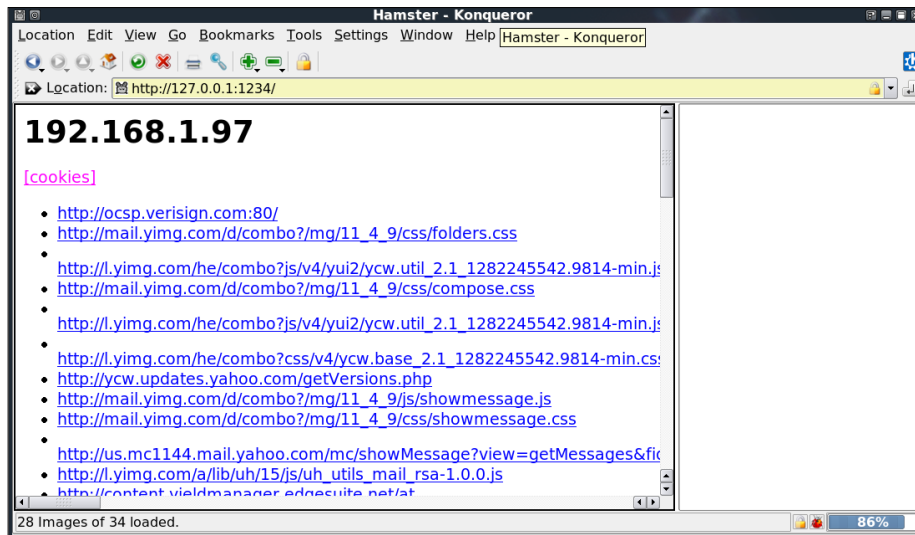 Hamster - Konqueror
Location Edit View Go Bookmarks Tools Settings Window Help
Hamster - Konqueror
Location: http://127.0.0.1:1234/
192.168.1.97
[cookies]
http://ocsp.verisign.com:80/
http://mail.yimg.com/d/combo?/mg/11_4_9/css/folders.css
http://l.yimg.com/he/combo?js/v4/yui2/ycw.util_2.1_1282245542.9814-min.js
http://mail.yimg.com/d/combo?/mg/11_4_9/css/compose.css
http://l.yimg.com/he/combo?js/v4/yui2/ycw.util_2.1_1282245542.9814-min.js
http://l.yimg.com/he/combo?css/v4/ycw.base_2.1_1282245542.9814-min.css
http://ycw.updates.yahoo.com/getVersions.php
http://mail.yimg.com/d/combo?/mg/11_4_9/js/showmessage.js
http://mail.yimg.com/d/combo?/mg/11_4_9/css/showmessage.css
http://us.mc1144.mail.yahoo.com/mc/showMessage?view=getMessages&fid
http://l.yimg.com/a/lib/uh/15/js/uh_utils_mail_rsa-1.0.0.js
http://content.yieldmanager.edgesuite.net/at
28 Images of 34 loaded.
86%